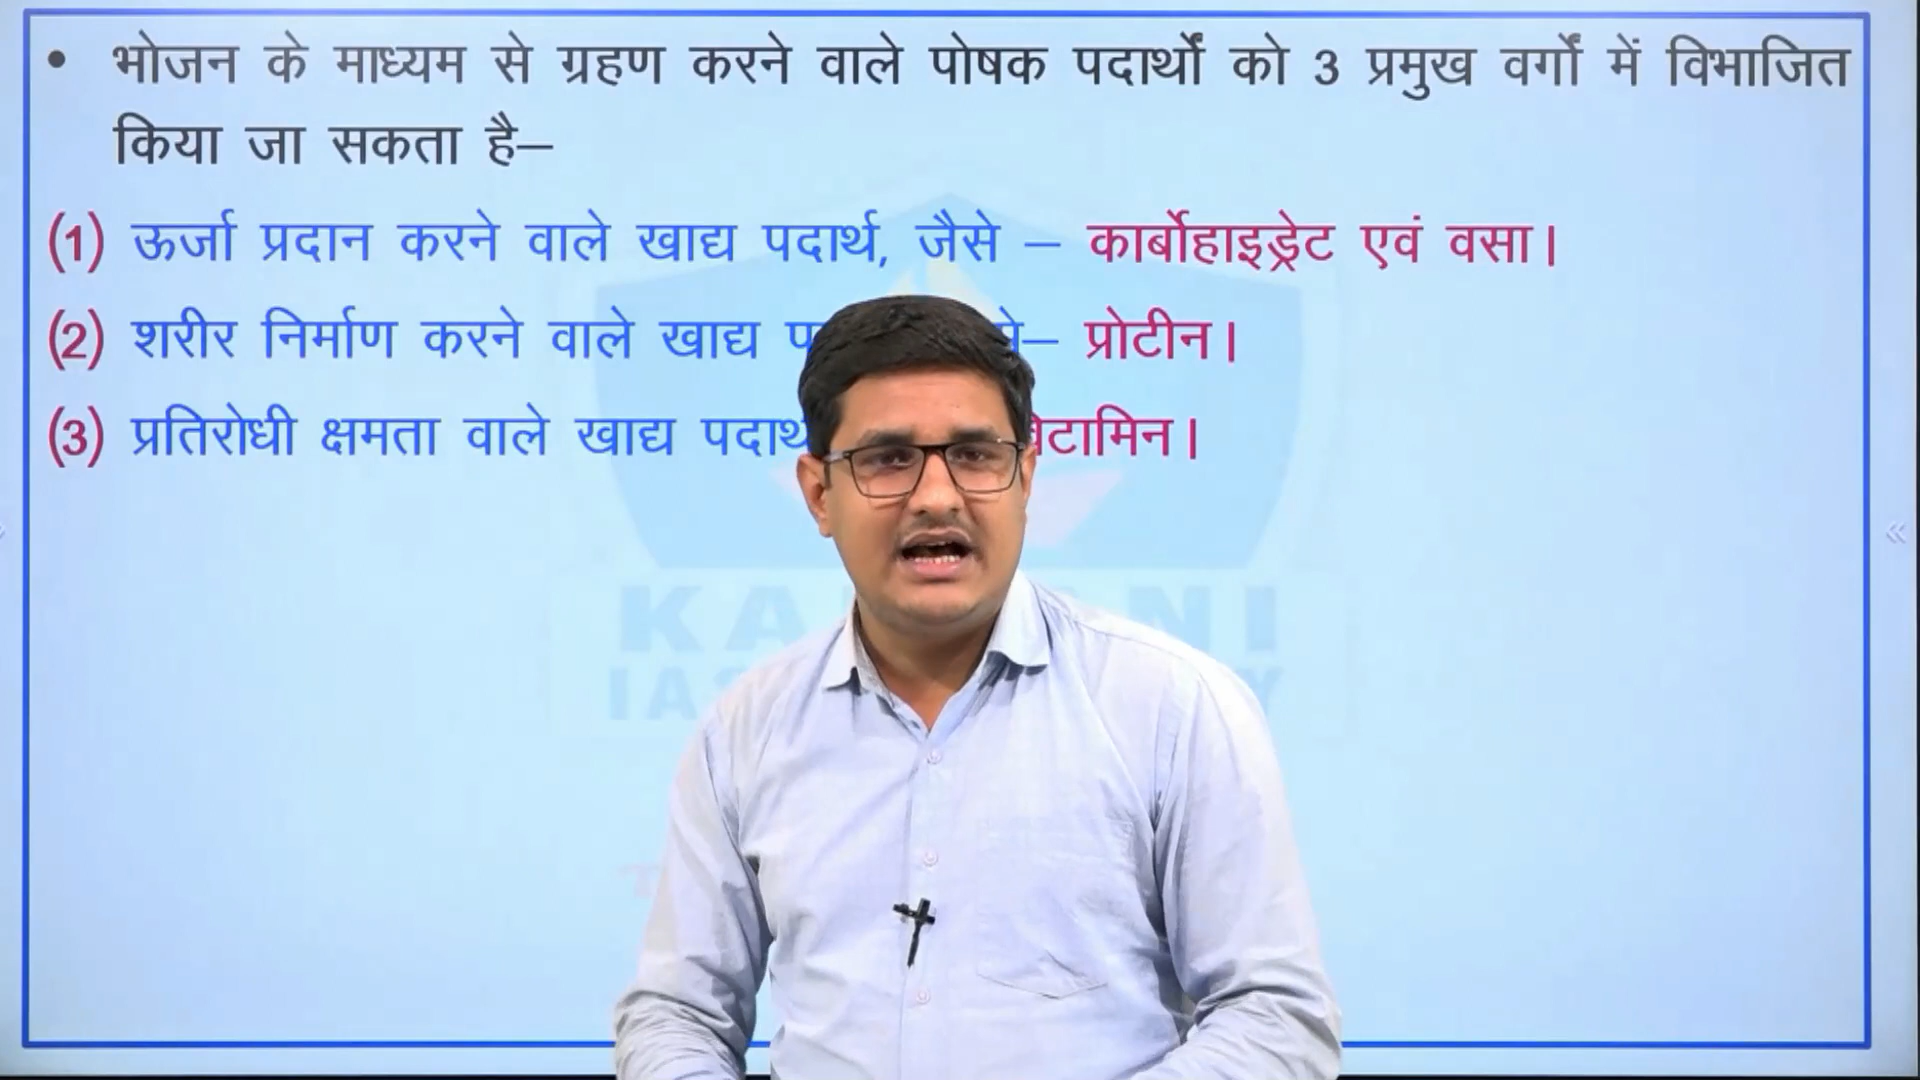 • भोजन के माध्यम से ग्रहण करने वाले पोषक पदार्थों को 3 प्रमुख वर्गों में विभाजित
किया जा सकता है–
(1) ऊर्जा प्रदान करने वाले खाद्य पदार्थ, जैसे – कार्बोहाइड्रेट एवं वसा।
(2) शरीर निर्माण करने वाले खाद्य – प्रोटीन।
(3) प्रतिरोधी क्षमता वाले खाद्य